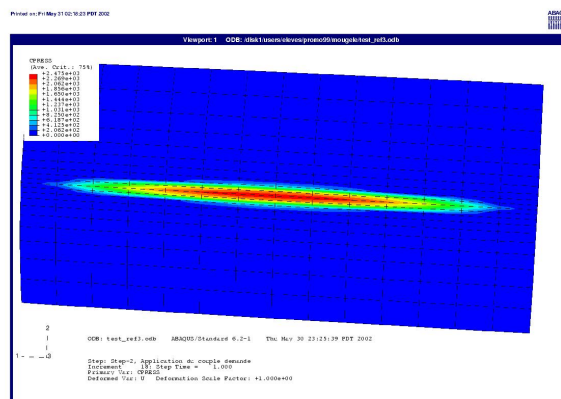 Printed on: Fri May 31 02:16:23 PDT 2002
ABAQ
Viewport: 1 ODB: /disk1/users/eleves/promo99/mougele/test_ref3.odb
CPRESS
(Ave. Crit.: 75%)
+2.475e+03
+2.269e+03
+2.062e+03
+1.856e+03
+1.650e+03
+1.444e+03
+1.237e+03
+1.031e+03
+8.250e+02
+6.187e+02
+4.125e+02
+2.062e+02
+0.000e+00
2
1
3
ODB: test_ref3.odb ABAQUS/Standard 6.2-1 Thu May 30 23:25:39 PDT 2002
Step: Step-2, Application du couple demande
Increment 18: Step Time = 1.000
Primary Var: CPRESS
Deformed Var: U Deformation Scale Factor: +1.000e+00